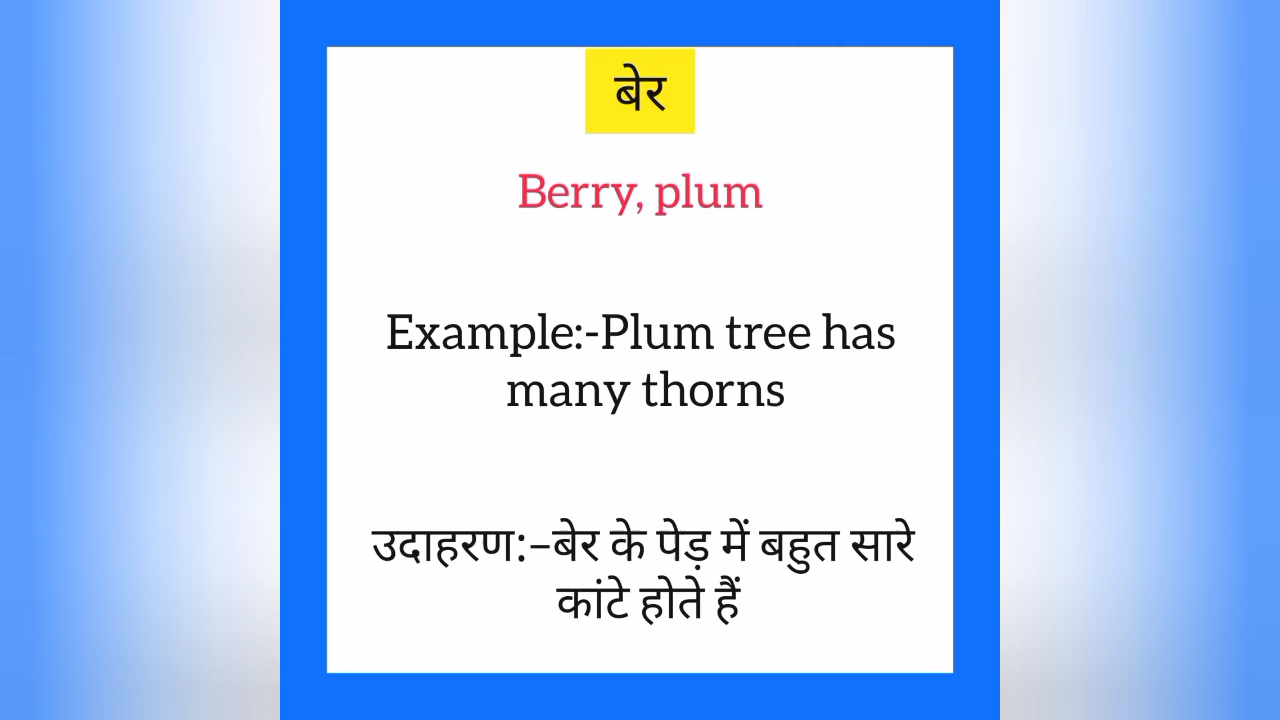 बेर
Berry, plum
Example:-Plum tree has
many thorns
उदाहरण:–बेर के पेड़ में बहुत सारे
कांटे होते हैं